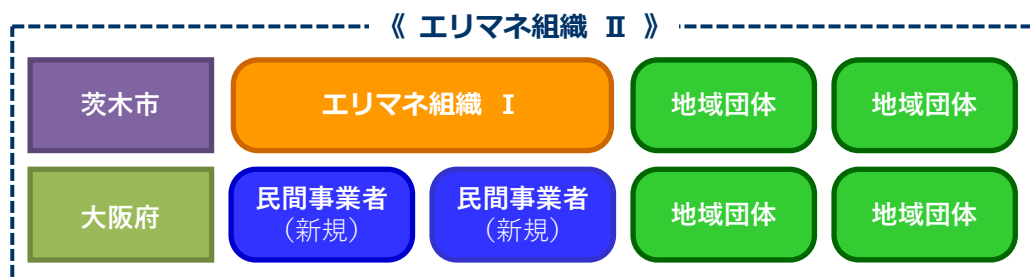 《 エリマネ組織 Ⅱ 》
茨木市
エリマネ組織 Ⅰ
地域団体
地域団体
大阪府
民間事業者
（新規）
民間事業者
（新規）
地域団体
地域団体